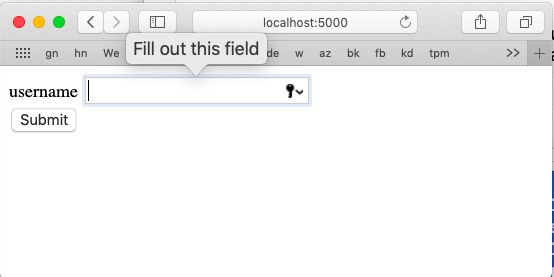 localhost:5000
gn hn We de w az bk fb kd tpm >>
Fill out this field
username
Submit